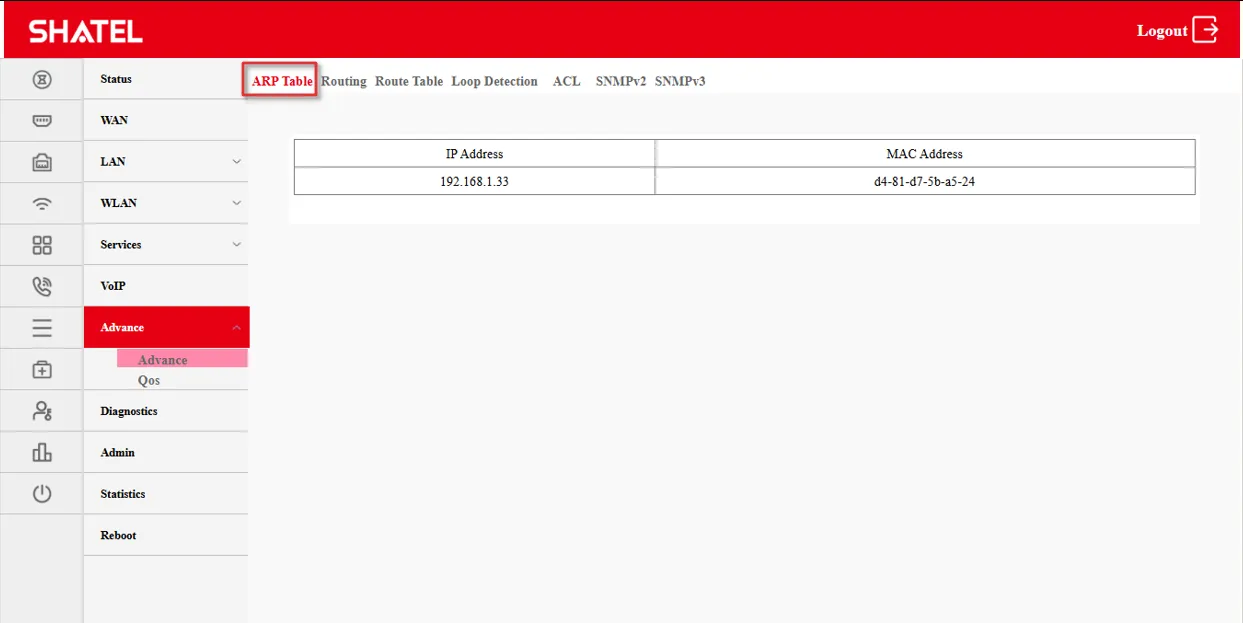 SHATEL
Logout
Status
ARP Table Routing Route Table Loop Detection ACL SNMPv2 SNMPv3
WAN
LAN
WLAN
Services
VoIP
Advance
Advance
Qos
Diagnostics
Admin
Statistics
Reboot
IP Address MAC Address
192.168.1.33 d4-81-d7-5b-a5-24